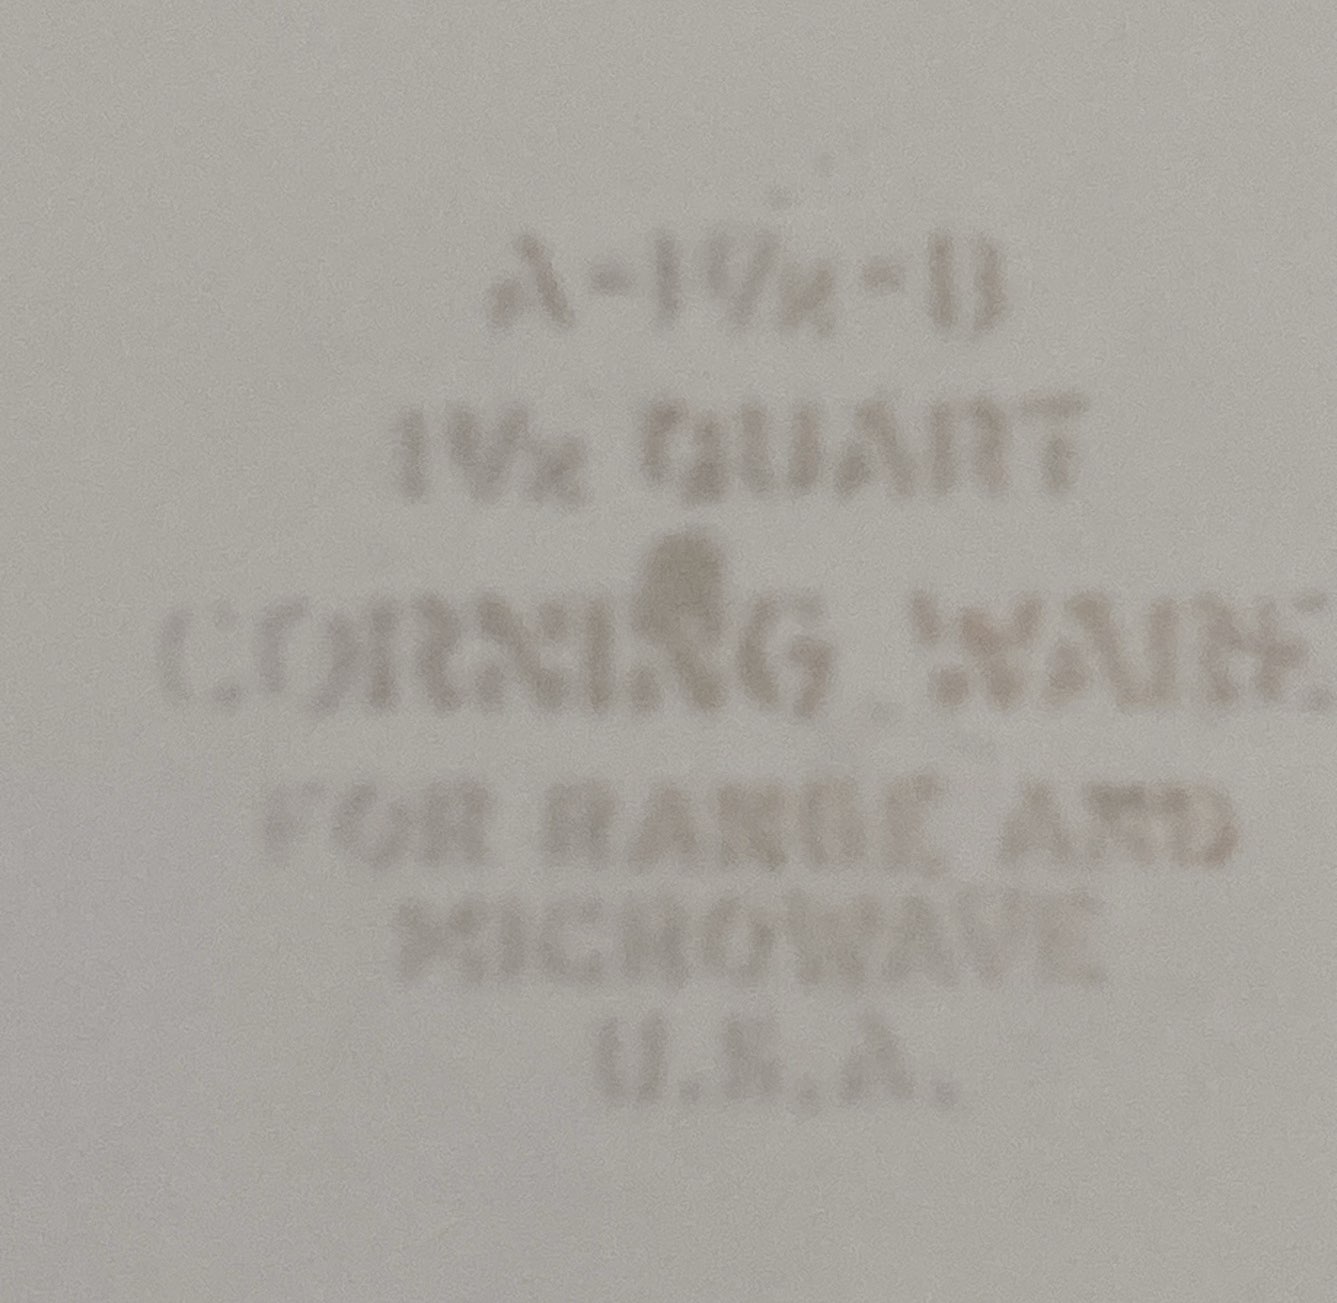 A-1½-B
1½ QUART
CORNING WARE
FOR RANGE AND
MICROWAVE
U.S.A.